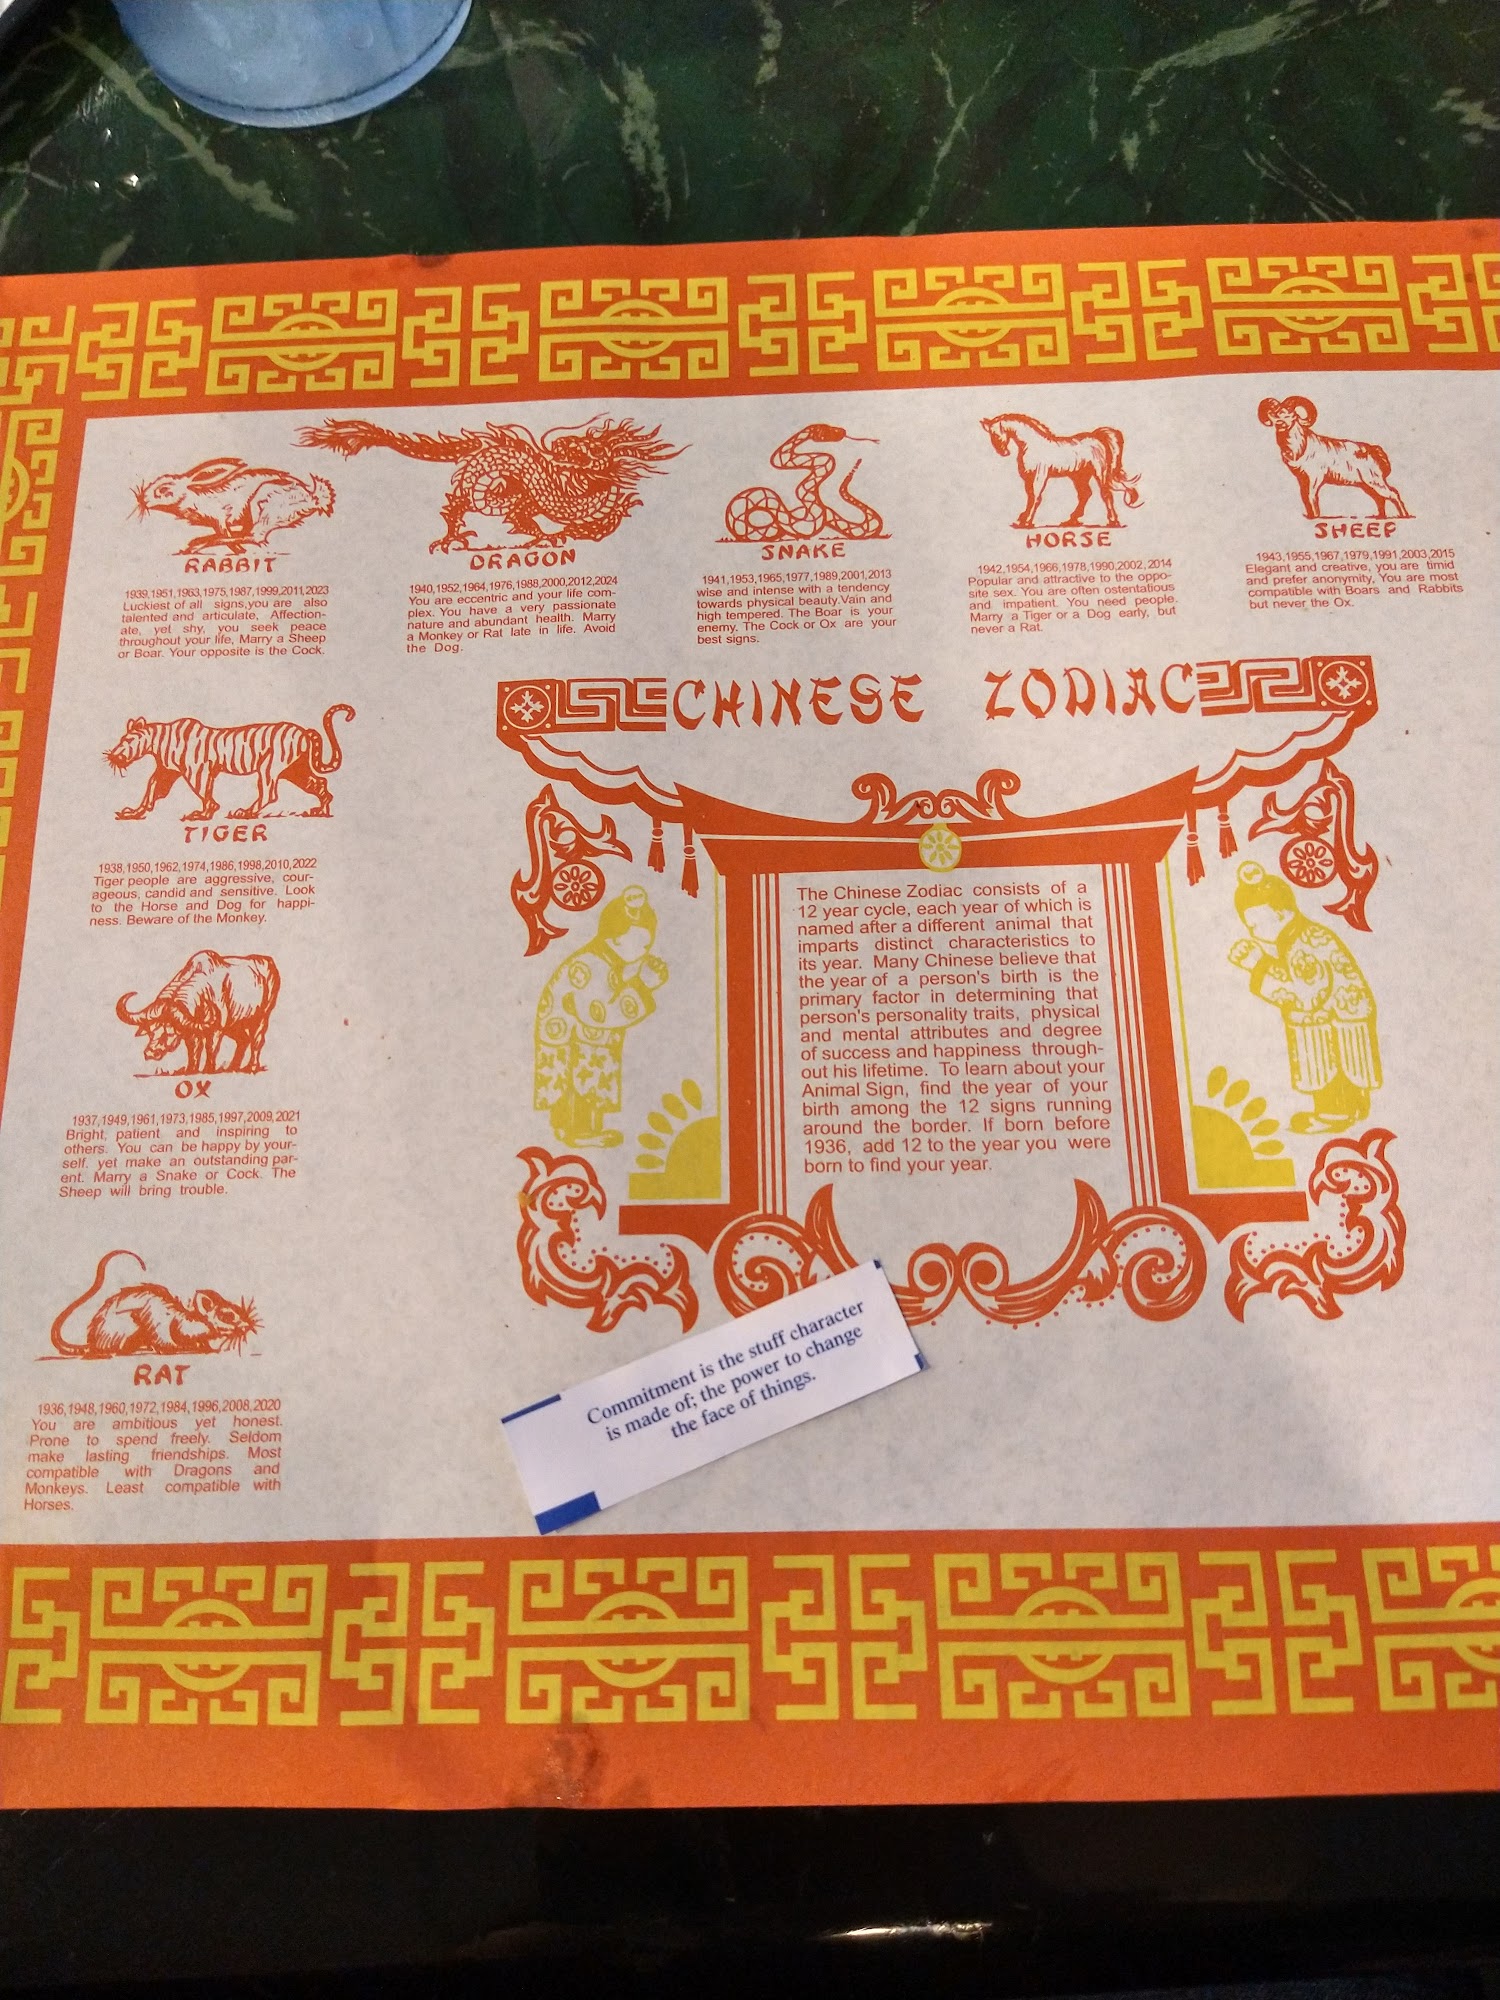 RABBIT
1939,1951,1963,1975,1987,1999,2011,2023
Luckiest of all signs,you are also
talented and articulate, Affection-
ate, yet shy, you seek peace
throughout your life, Marry a Sheep
or Boar. Your opposite is the Cock.
DRAGON
1940,1952,1964,1976,1988,2000,2012,2024
You are eccentric and your life com-
plex. You have a very passionate
nature and abundant health. Marry
a Monkey or Rat late in life. Avoid
the Dog.
SNAKE
1941,1953,1965,1977,1989,2001,2013
wise and intense with a tendency
towards physical beauty. Vain and
high tempered. The Boar is your
enemy. The Cock or Ox are your
best signs.
HORSE
1942,1954,1966,1978,1990,2002,2014
Popular and attractive to the oppo-
site sex. You are often ostentatious
and impatient. You need people.
Marry a Tiger or a Dog early, but
never a Rat.
SHEEP
1943,1955,1967,1979,1991,2003,2015
Elegant and creative, you are timid
and prefer anonymity. You are most
compatible with Boars and Rabbits
but never the Ox.
TIGER
1938,1950,1962,1974,1986,1998,2010,2022
Tiger people are aggressive, cour-
ageous, candid and sensitive. Look
to the Horse and Dog for happi-
ness. Beware of the Monkey.
OX
1937,1949,1961,1973,1985,1997,2009,2021
Bright, patient and inspiring to
others. You can be happy by your-
self, yet make an outstanding par-
ent. Marry a Snake or Cock. The
Sheep will bring trouble.
RAT
1936,1948,1960,1972,1984,1996,2008,2020
You are ambitious yet honest.
Prone to spend freely. Seldom
make lasting friendships. Most
compatible with Dragons and
Monkeys. Least compatible with
Horses.
CHINESE ZODIAC
The Chinese Zodiac consists of a
12 year cycle, each year of which is
named after a different animal that
imparts distinct characteristics to
its year. Many Chinese believe that
the year of a person's birth is the
primary factor in determining that
person's personality traits, physical
and mental attributes and degree
of success and happiness through-
out his lifetime. To learn about your
Animal Sign, find the year of your
birth among the 12 signs running
around the border. If born before
1936, add 12 to the year you were
born to find your year.
Commitment is the stuff character
is made of; the power to change
the face of things.